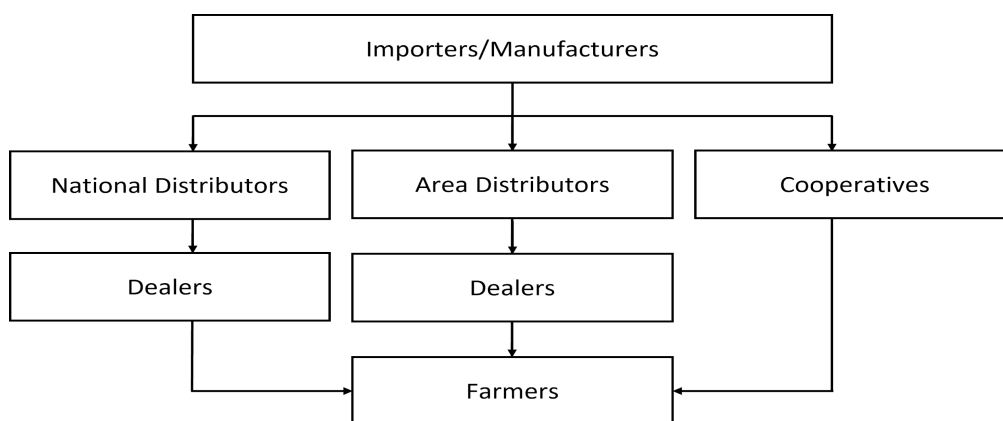 Importers/Manufacturers
National Distributors
Area Distributors
Cooperatives
Dealers
Dealers
Farmers